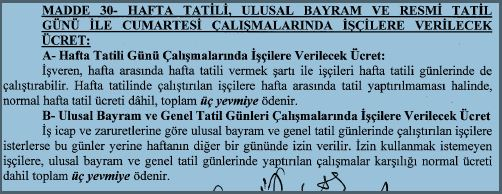 MADDE 30- HAFTA TATİLİ, ULUSAL BAYRAM VE RESMİ TATİL
GÜNÜ İLE CUMARTESİ ÇALIŞMALARINDA İŞÇİLERE VERİLECEK
ÜCRET:
A- Hafta Tatili Günü Çalışmalarında İşçilere Verilecek Ücret:
İşveren, hafta arasında hafta tatili vermek şartı ile işçileri hafta tatili günlerinde de
çalıştırabilir. Hafta tatilinde çalıştırılan işçilere hafta arasında tatil yaptırılmaması halinde,
normal hafta tatil ücreti dâhil, toplam üç yevmiye ödenir.
B- Ulusal Bayram ve Genel Tatil Günleri Çalışmalarında İşçilere Verilecek Ücret
İş icap ve zaruretlerine göre ulusal bayram ve genel tatil günlerinde çalıştırılan işçilere
isterlerse bu günler yerine haftanın diğer bir gününde izin verilir. İzin kullanmak istemeyen
işçilere, ulusal bayram ve genel tatil günlerinde yaptırılan çalışmalar karşılığı normal ücreti
dahil toplam üç yevmiye ödenir.